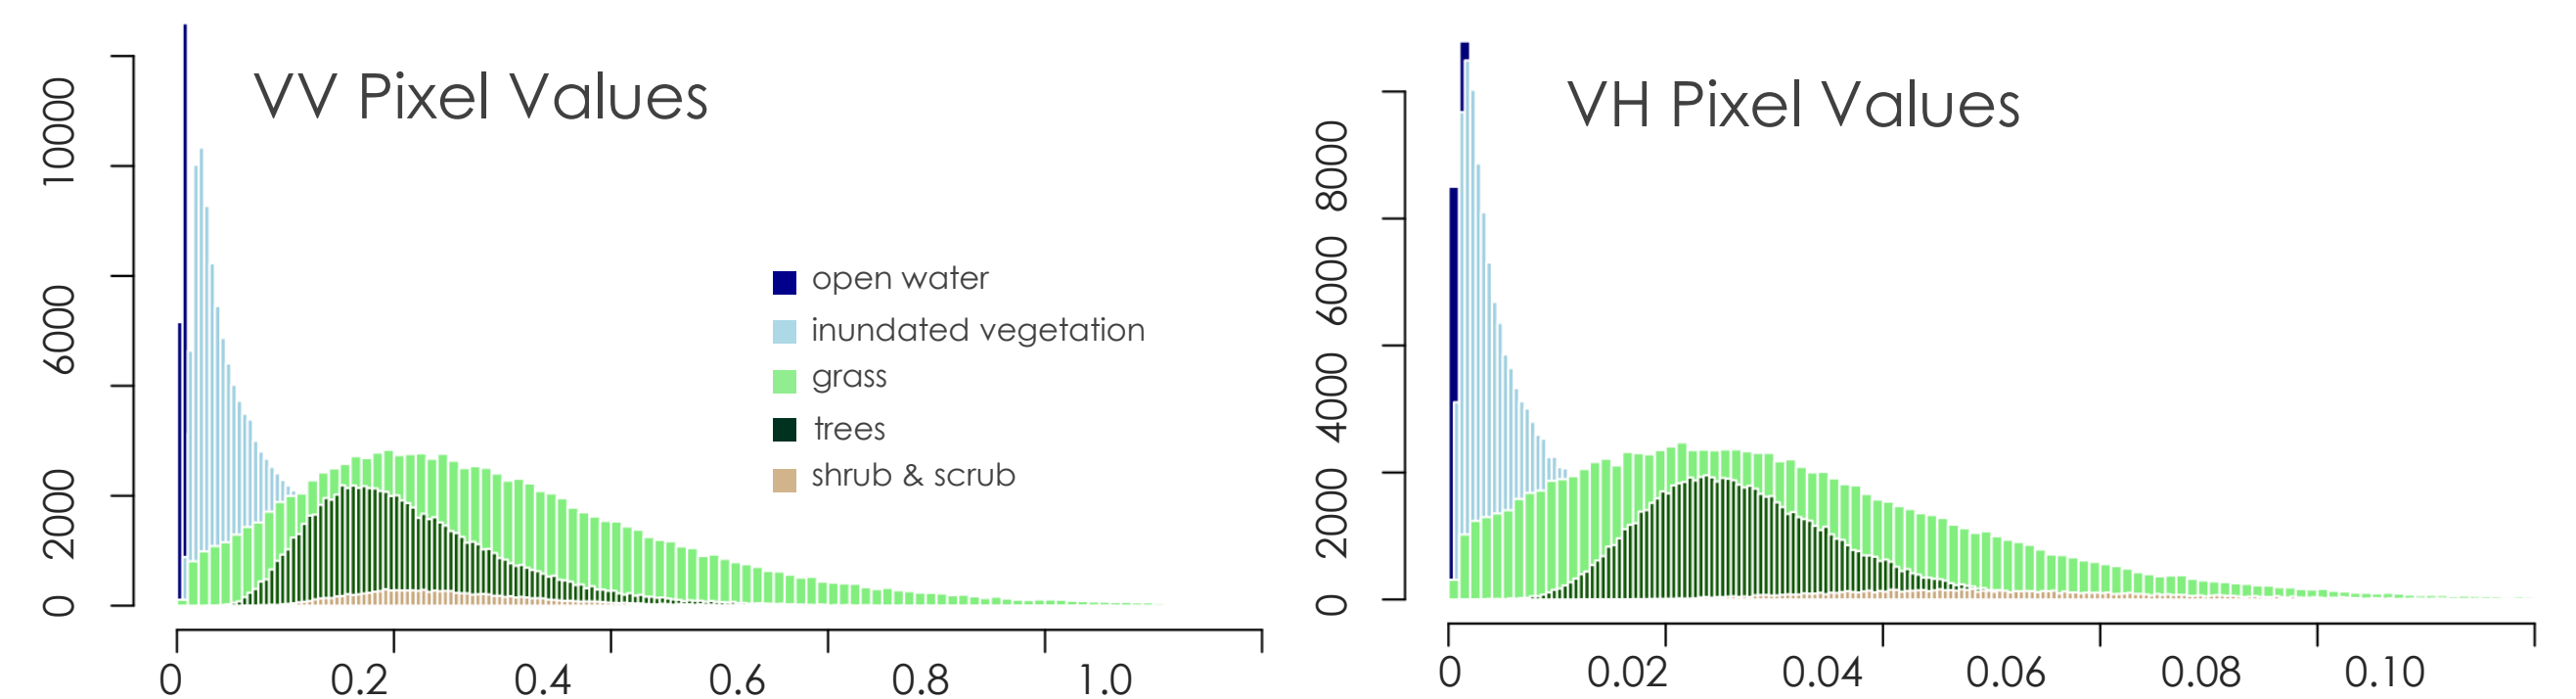 VV Pixel Values
10000
6000
2000
0
open water
inundated vegetation
grass
trees
shrub & scrub
0 0.2 0.4 0.6 0.8 1.0
VH Pixel Values
8000
6000
4000
2000
0
0 0.02 0.04 0.06 0.08 0.10